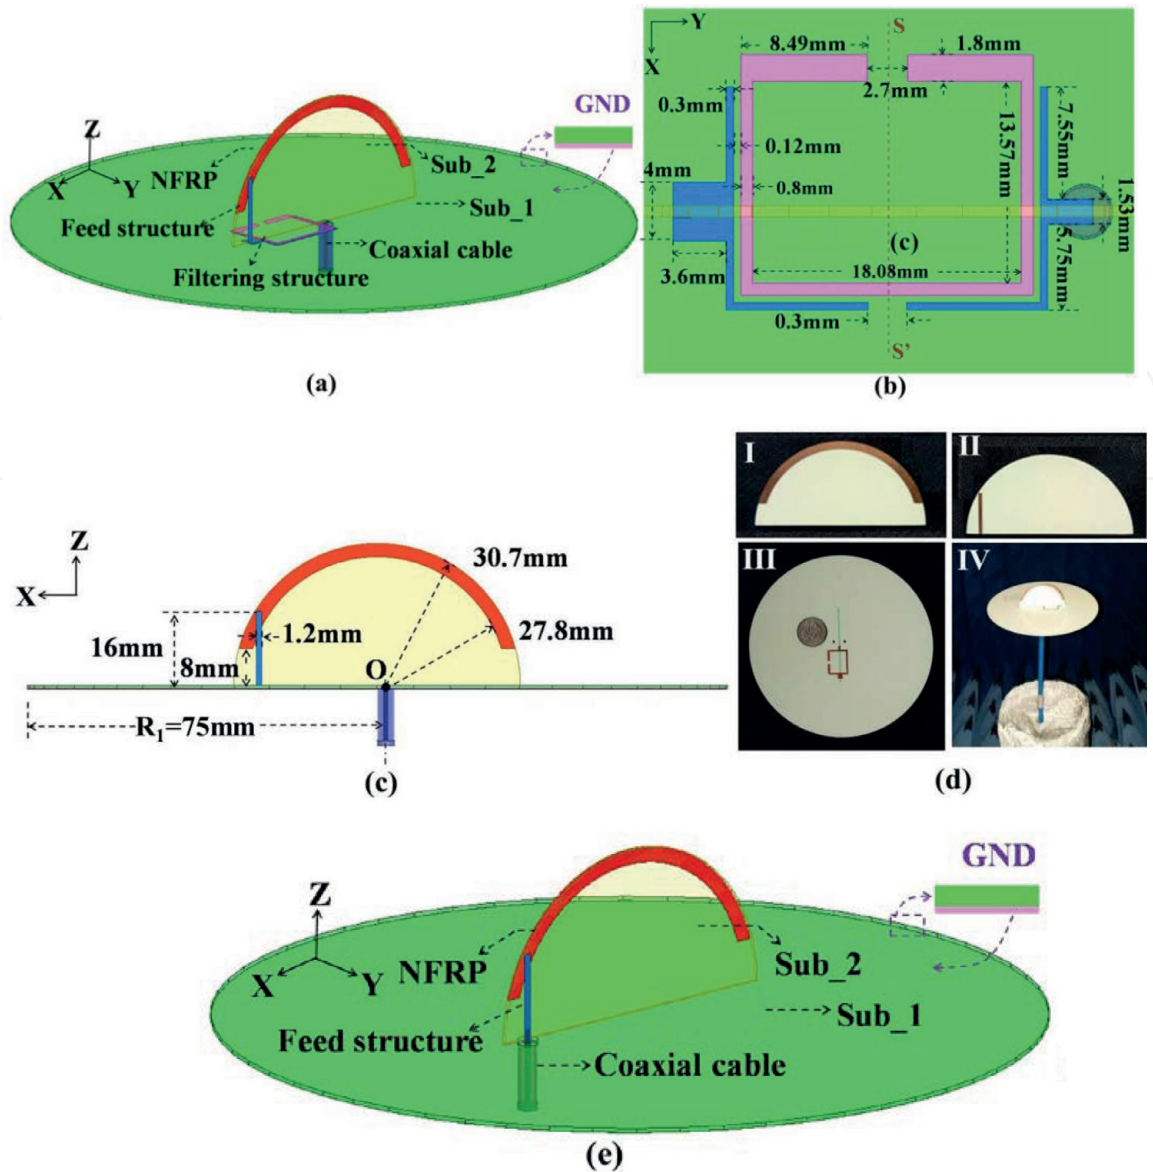 GND
Z
NFRP
Sub_2
X
Y
Sub_1
Feed structure
Coaxial cable
Filtering structure
(a)
Y
X
S
8.49mm
1.8mm
2.7mm
0.3mm
7.55mm
13.57mm
0.12mm
4mm
0.8mm
1.53mm
(c)
5.75mm
3.6mm
18.08mm
0.3mm
S'
(b)
Z
X
30.7mm
16mm
1.2mm
27.8mm
8mm
O
R1=75mm
(c)
I
II
III
IV
(d)
GND
Z
NFRP
Sub_2
X
Y
Sub_1
Feed structure
Coaxial cable
(e)